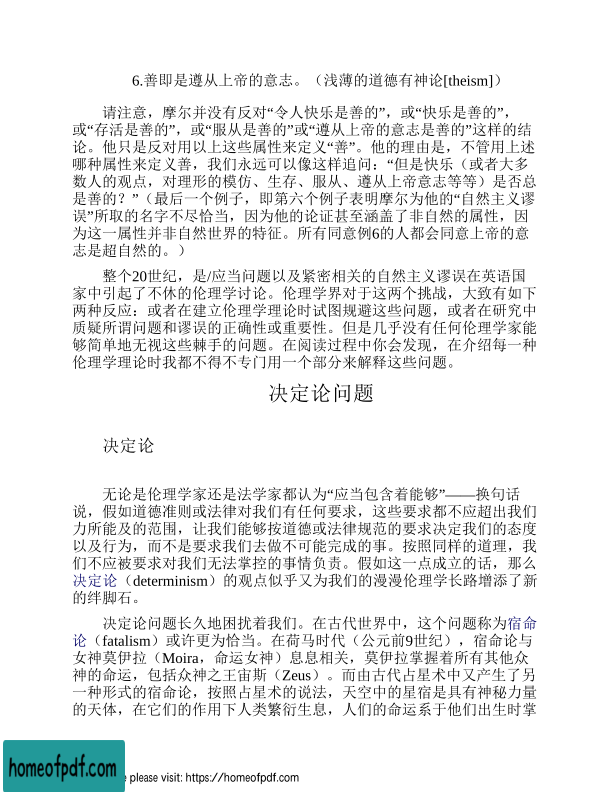 6.善即是遵从上帝的意志。（浅薄的道德有神论[theism]）
请注意，摩尔并没有反对“令人快乐是善的”，或“快乐是善的”，
或“存活是善的”，或“服从是善的”或“遵从上帝的意志是善的”这样的结
论。他只是反对用以上这些属性来定义“善”。他的理由是，不管用上述
哪种属性来定义善，我们永远可以像这样追问：“但是快乐（或者大多
数人的观点，对理形的模仿、生存、服从、遵从上帝意志等等）是否总
是善的？”（最后一个例子，即第六个例子表明摩尔为他的“自然主义谬
误”所取的名字不尽恰当，因为他的论证甚至涵盖了非自然的属性，因
为这一属性并非自然世界的特征。所有同意例6的人都会同意上帝的意
志是超自然的。）
整个20世纪，是/应当问题以及紧密相关的自然主义谬误在英语国
家中引起了不休的伦理学讨论。伦理学界对于这两个挑战，大致有如下
两种反应：或者在建立伦理学理论时试图规避这些问题，或者在研究中
质疑所谓问题和谬误的正确性或重要性。但是几乎没有任何伦理学家能
够简单地无视这些棘手的问题。在阅读过程中你会发现，在介绍每一种
伦理学理论时我都不得不专门用一个部分来解释这些问题。
决定论问题
决定论
无论是伦理学家还是法学家都认为“应当包含着能够”——换句话
说，假如道德准则或法律对我们有任何要求，这些要求都不应超出我们
力所能及的范围，让我们能够按道德或法律规范的要求决定我们的态度
以及行为，而不是要求我们去做不可能完成的事。按照同样的道理，我
们不应被要求对我们无法掌控的事情负责。假如这一点成立的话，那么
决定论（determinism）的观点似乎又为我们的漫漫伦理学长路增添了新
的绊脚石。
决定论问题长久地困扰着我们。在古代世界中，这个问题称为宿命
论（fatalism）或许更为恰当。在荷马时代（公元前9世纪），宿命论与
女神莫伊拉（Moira，命运女神）息息相关，莫伊拉掌握着所有其他众
神的命运，包括众神之王宙斯（Zeus）。而由古代占星术中又产生了另
一种形式的宿命论，按照占星术的说法，天空中的星宿是具有神秘力量
的天体，在它们的作用下人类繁衍生息，人们的命运系于他们出生时掌
homeofpdf.com
please visit: https://homeofpdf.com